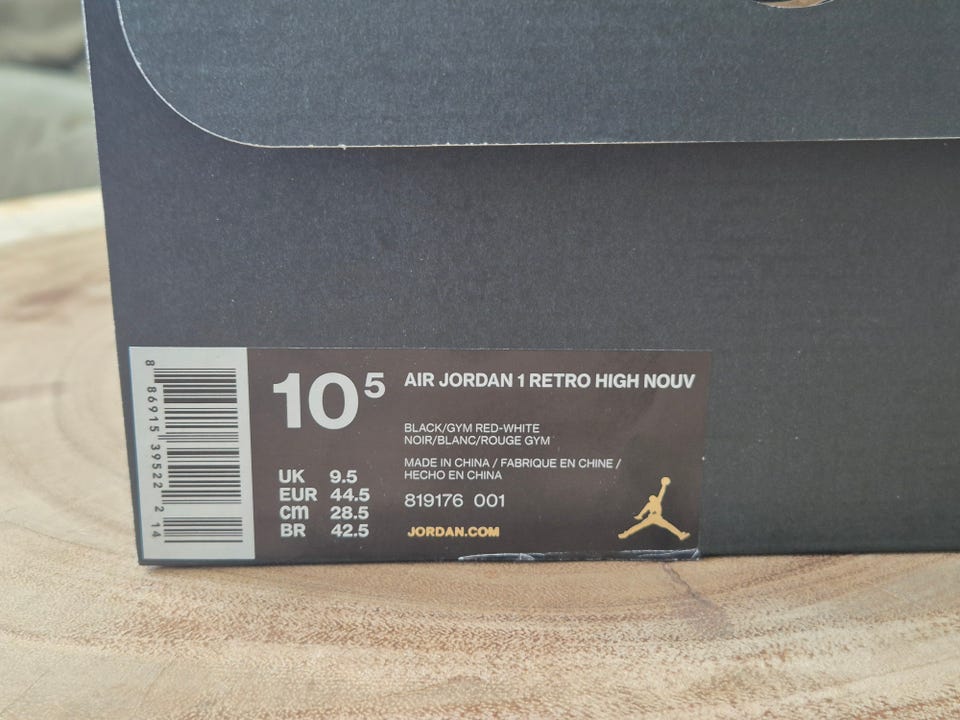 8 86915 39522 2 14
10⁵
AIR JORDAN 1 RETRO HIGH NOUV
BLACK/GYM RED-WHITE
NOIR/BLANC/ROUGE GYM
MADE IN CHINA / FABRIQUE EN CHINE /
HECHO EN CHINA
819176 001
JORDAN.COM
UK 9.5
EUR 44.5
cm 28.5
BR 42.5